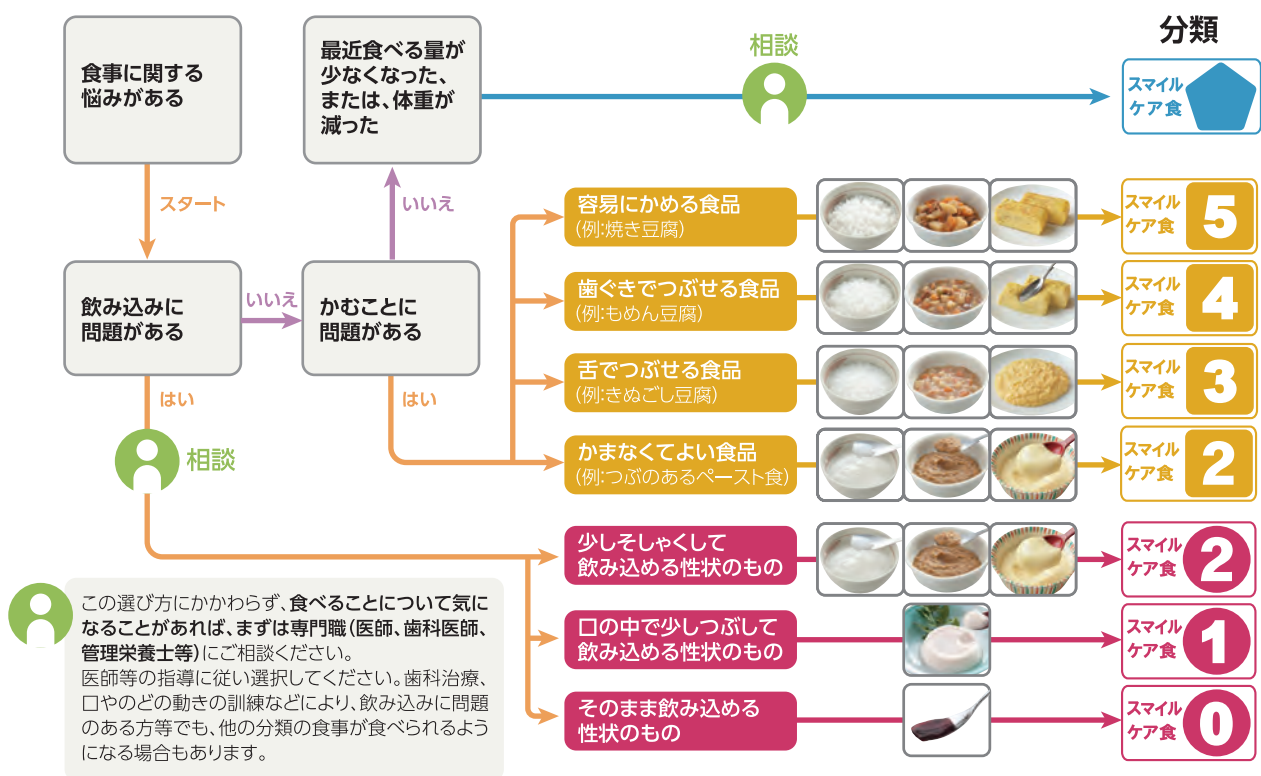 食事に関する
悩みがある
最近食べる量が
少なくなった、
または、体重が
減った
相談
分類
スマイル
ケア食
スタート
いいえ
飲み込みに
問題がある
いいえ
かむことに
問題がある
はい
はい
相談
容易にかめる食品
(例:焼き豆腐)
スマイル
ケア食
5
歯ぐきでつぶせる食品
(例:もめん豆腐)
スマイル
ケア食
4
舌でつぶせる食品
(例:きぬごし豆腐)
スマイル
ケア食
3
かまなくてよい食品
(例:つぶのあるペースト食)
スマイル
ケア食
2
少しそしゃくして
飲み込める性状のもの
スマイル
ケア食
2
口の中で少しつぶして
飲み込める性状のもの
スマイル
ケア食
1
そのまま飲み込める
性状のもの
スマイル
ケア食
0
この選び方にかかわらず、食べることについて気に
なることがあれば、まずは専門職(医師、歯科医師、
管理栄養士等)にご相談ください。
医師等の指導に従い選択してください。歯科治療、
口やのどの動きの訓練などにより、飲み込みに問題
のある方等でも、他の分類の食事が食べられるよう
になる場合もあります。